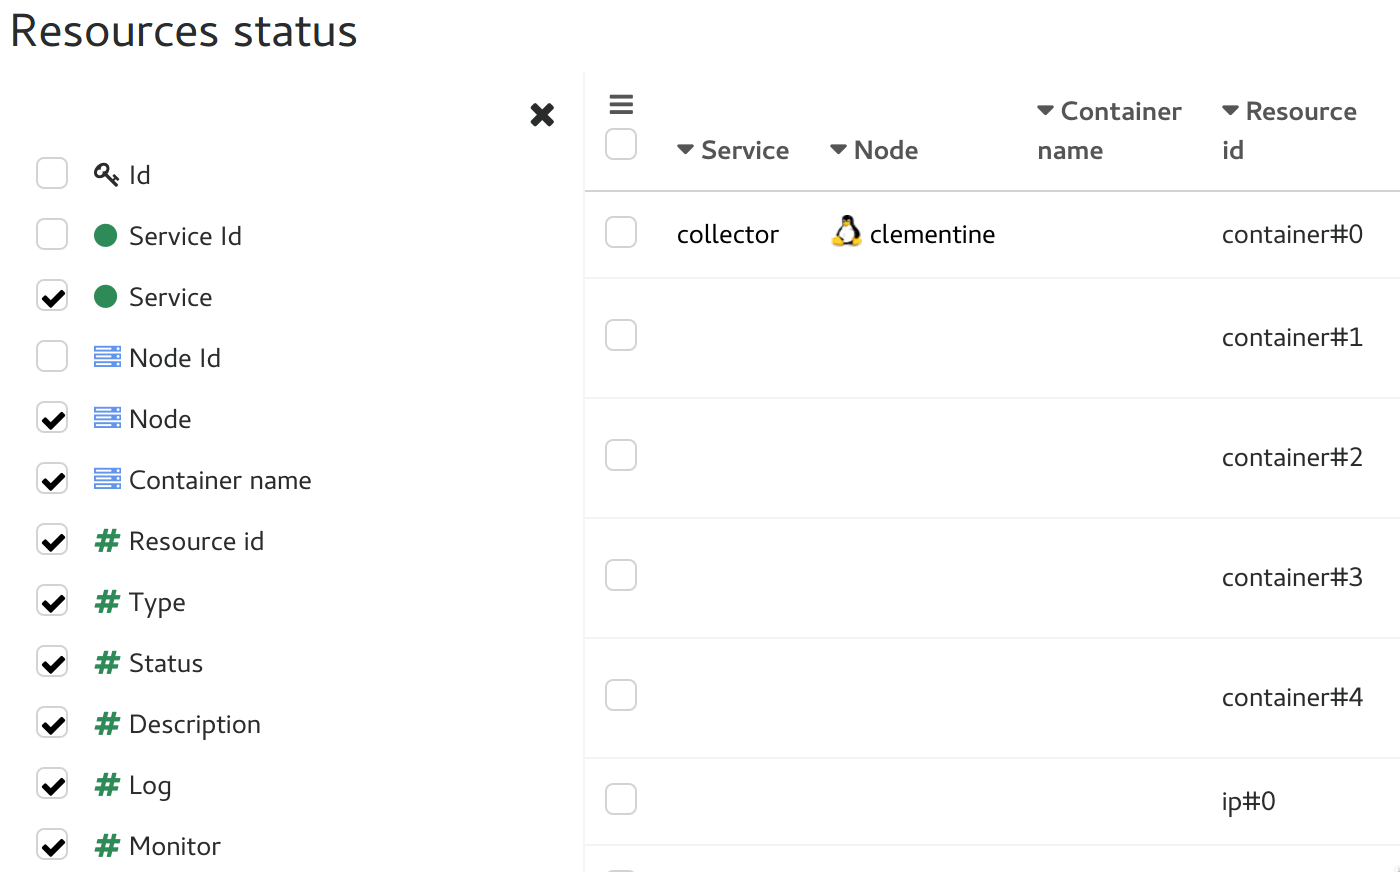 Resources status
Id
Service Id
Service
Node Id
Node
Container name
Resource id
Type
Status
Description
Log
Monitor
Service
Node
Container name
Resource id
collector
clementine
container#0
container#1
container#2
container#3
container#4
ip#0